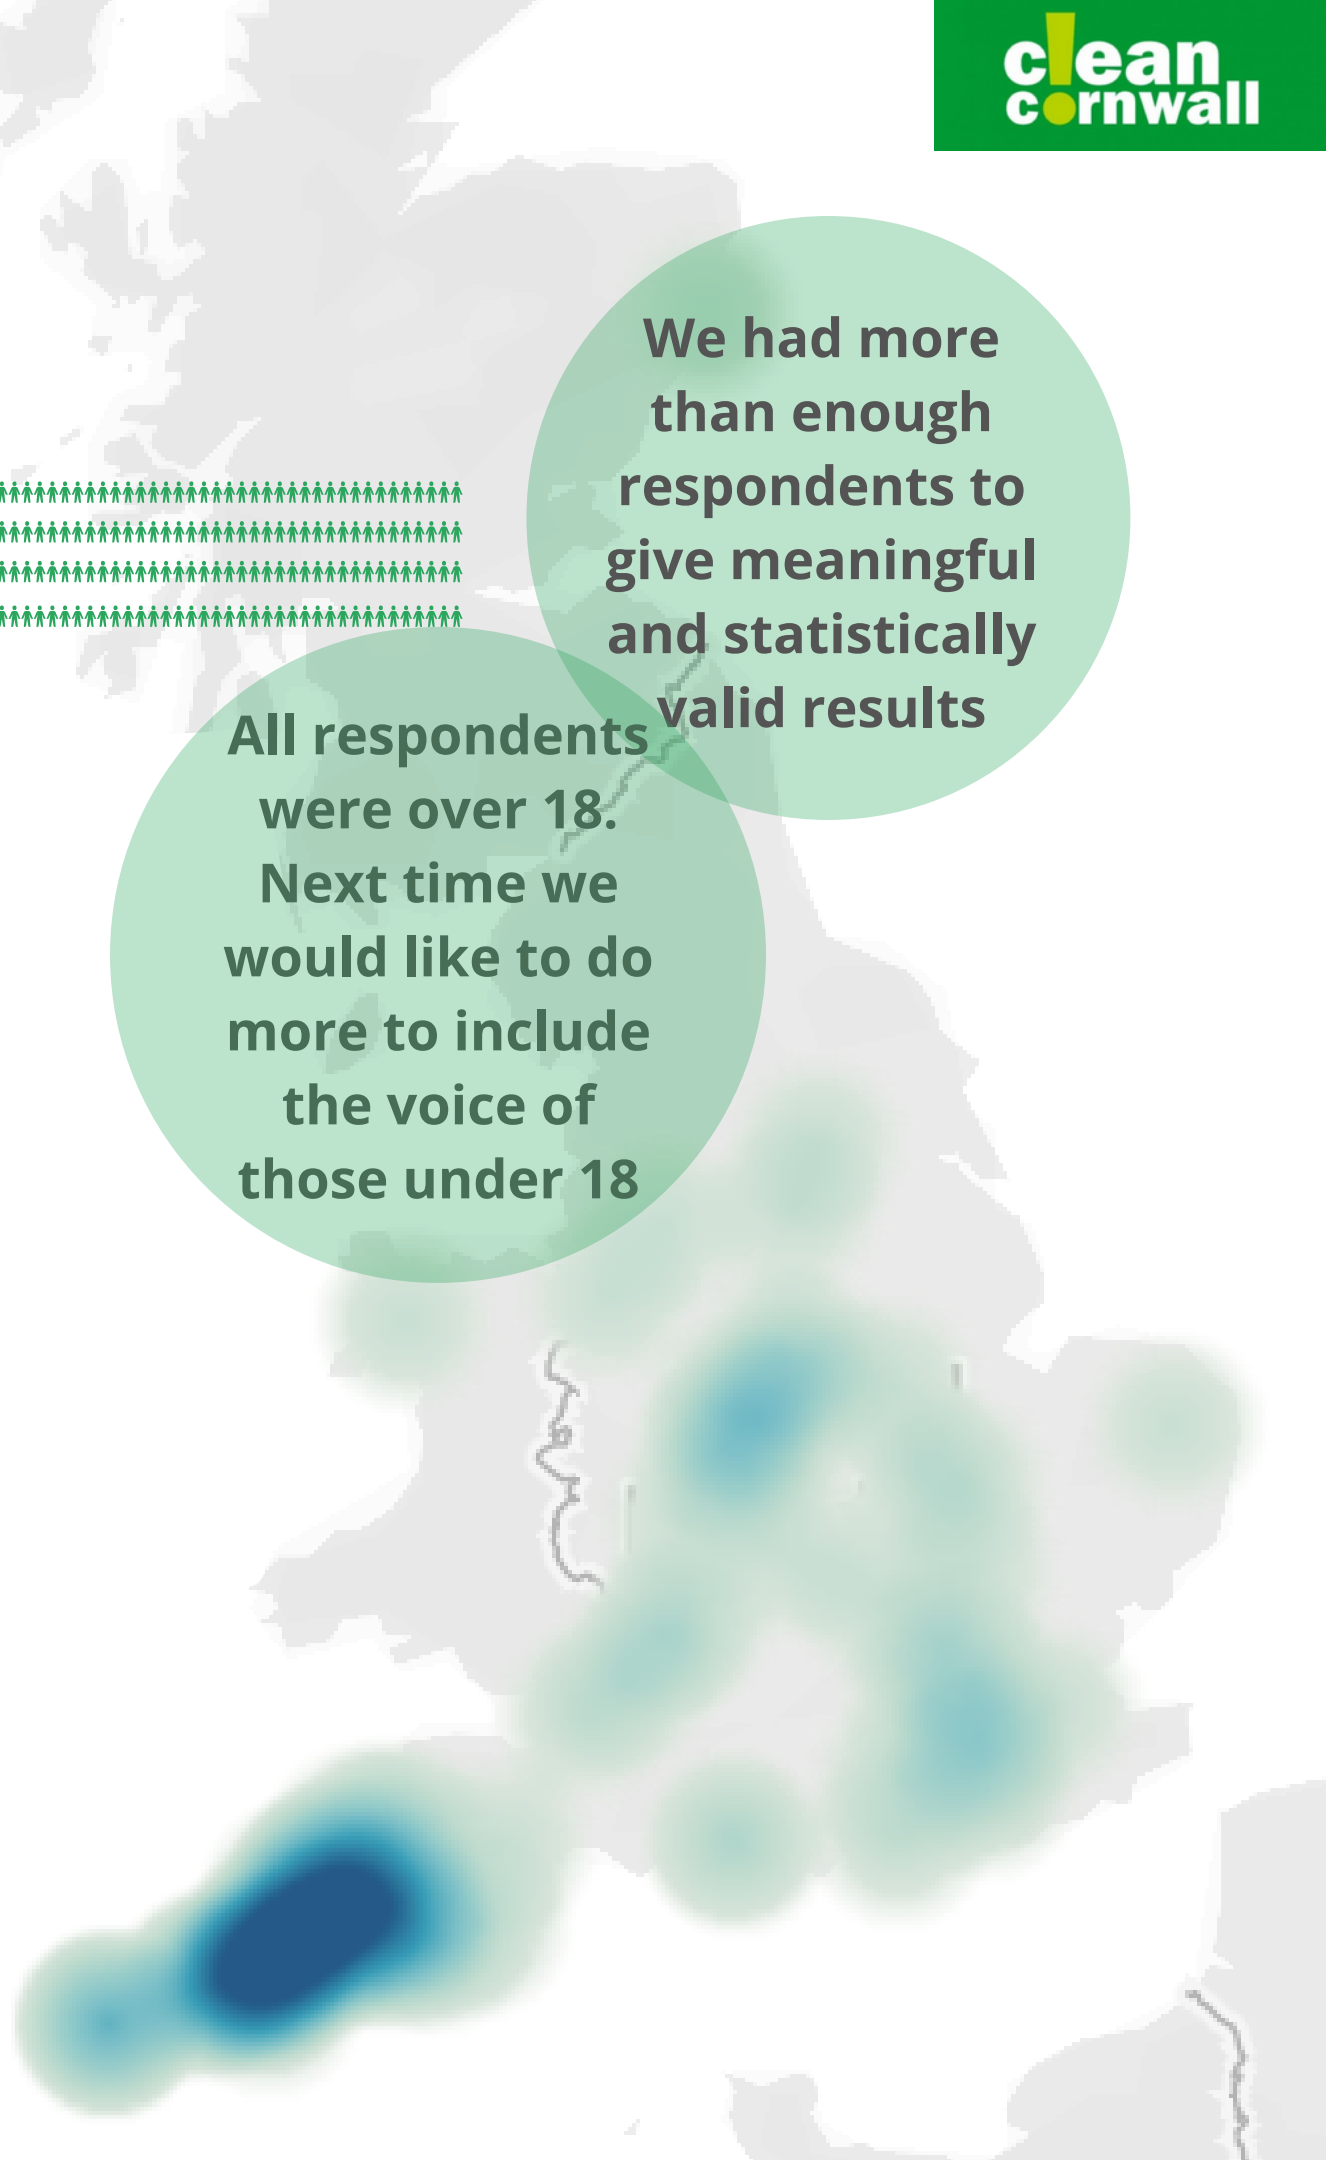 clean
cornwall
We had more
than enough
respondents to
give meaningful
and statistically
valid results
All respondents
were over 18.
Next time we
would like to do
more to include
the voice of
those under 18